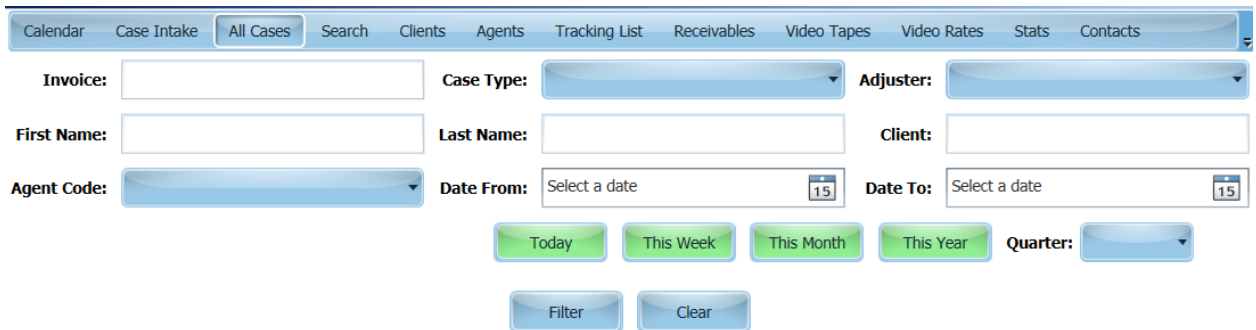 Calendar Case Intake All Cases Search Clients Agents Tracking List Receivables Video Tapes Video Rates Stats Contacts
Invoice: Case Type: Adjuster:
First Name: Last Name: Client:
Agent Code: Date From: Select a date 15 Date To: Select a date 15
Today This Week This Month This Year Quarter:
Filter Clear